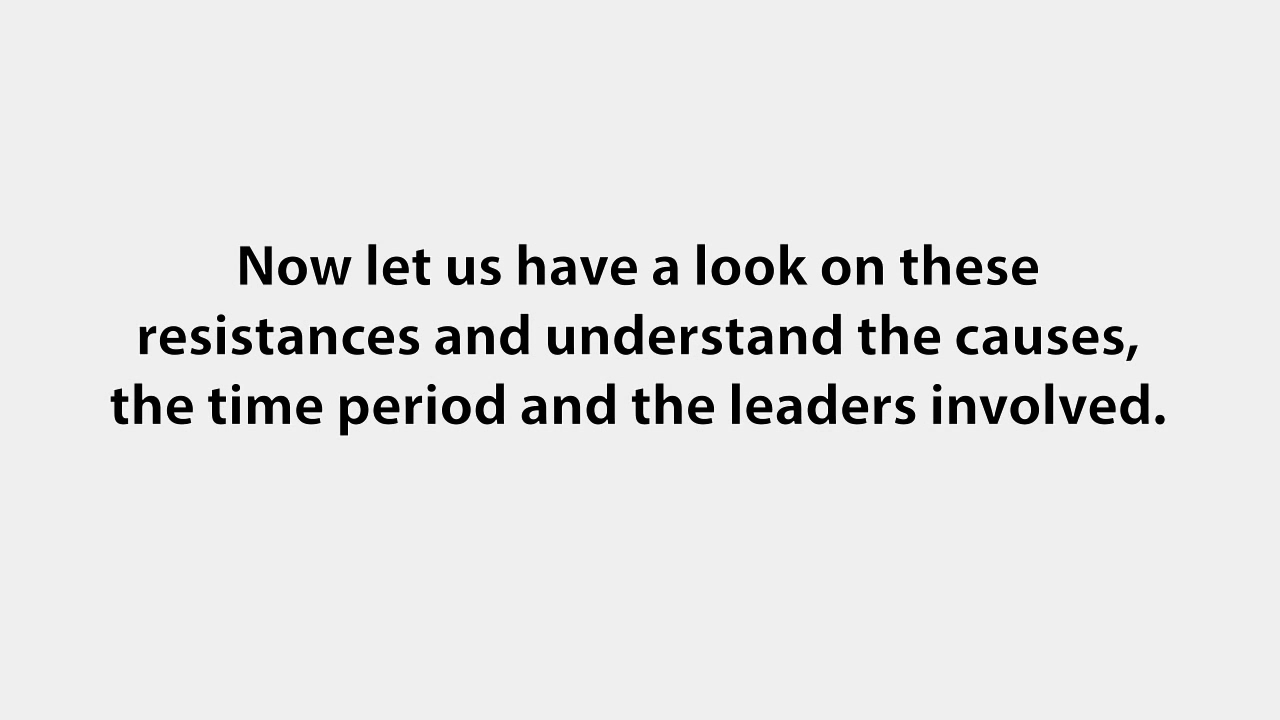 Now let us have a look on these
resistances and understand the causes,
the time period and the leaders involved.